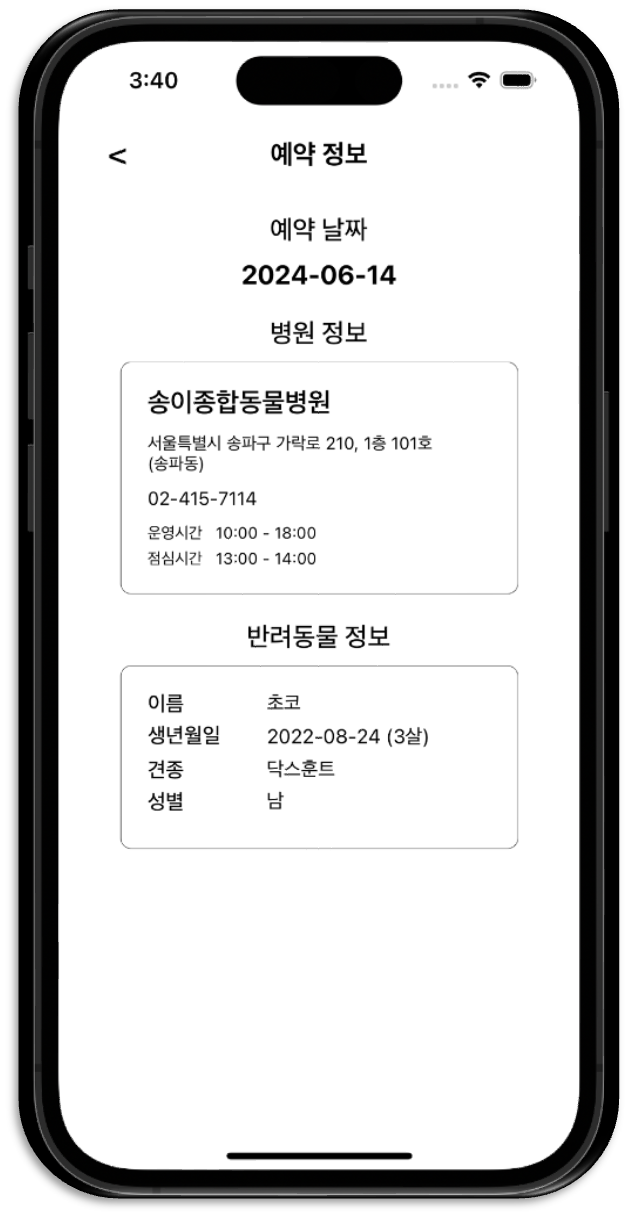 3:40
<
예약 정보
예약 날짜
2024-06-14
병원 정보
송이종합동물병원
서울특별시 송파구 가락로 210, 1층 101호
(송파동)
02-415-7114
운영시간 10:00 - 18:00
점심시간 13:00 - 14:00
반려동물 정보
이름 초코
생년월일 2022-08-24 (3살)
견종 닥스훈트
성별 남